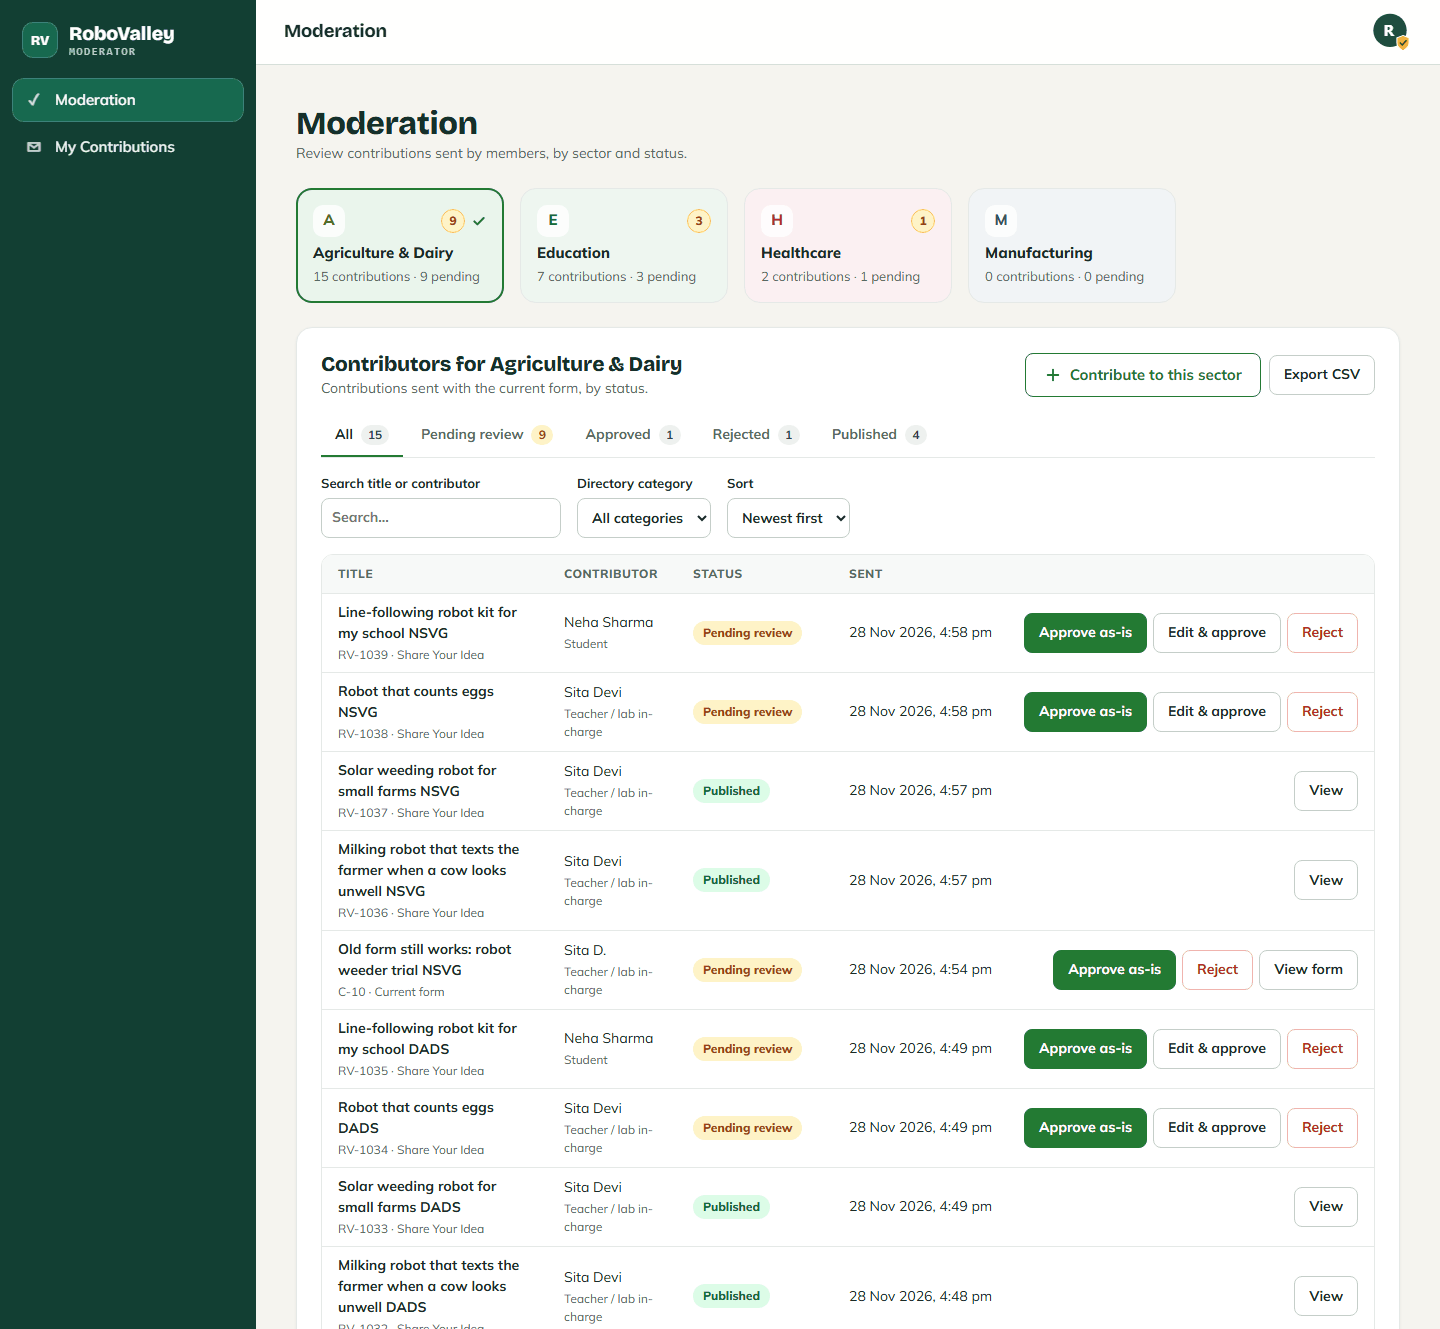 RV
RoboValley
MODERATOR
Moderation
My Contributions
Moderation
R
Moderation
Review contributions sent by members, by sector and status.
A
9
Agriculture & Dairy
15 contributions · 9 pending
E
3
Education
7 contributions · 3 pending
H
1
Healthcare
2 contributions · 1 pending
M
Manufacturing
0 contributions · 0 pending
Contributors for Agriculture & Dairy
Contributions sent with the current form, by status.
+ Contribute to this sector
Export CSV
All 15
Pending review 9
Approved 1
Rejected 1
Published 4
Search title or contributor
Directory category
Sort
Search...
All categories
Newest first
TITLE CONTRIBUTOR STATUS SENT
Line-following robot kit for
my school NSVG
RV-1039 · Share Your Idea
Neha Sharma
Student
Pending review
28 Nov 2026, 4:58 pm
Approve as-is
Edit & approve
Reject
Robot that counts eggs
NSVG
RV-1038 · Share Your Idea
Sita Devi
Teacher / lab in-
charge
Pending review
28 Nov 2026, 4:58 pm
Approve as-is
Edit & approve
Reject
Solar weeding robot for
small farms NSVG
RV-1037 · Share Your Idea
Sita Devi
Teacher / lab in-
charge
Published
28 Nov 2026, 4:57 pm
View
Milking robot that texts the
farmer when a cow looks
unwell NSVG
RV-1036 · Share Your Idea
Sita Devi
Teacher / lab in-
charge
Published
28 Nov 2026, 4:57 pm
View
Old form still works: robot
weeder trial NSVG
C-10 · Current form
Sita D.
Teacher / lab in-
charge
Pending review
28 Nov 2026, 4:54 pm
Approve as-is
Reject
View form
Line-following robot kit for
my school DADS
RV-1035 · Share Your Idea
Neha Sharma
Student
Pending review
28 Nov 2026, 4:49 pm
Approve as-is
Edit & approve
Reject
Robot that counts eggs
DADS
RV-1034 · Share Your Idea
Sita Devi
Teacher / lab in-
charge
Pending review
28 Nov 2026, 4:49 pm
Approve as-is
Edit & approve
Reject
Solar weeding robot for
small farms DADS
RV-1033 · Share Your Idea
Sita Devi
Teacher / lab in-
charge
Published
28 Nov 2026, 4:49 pm
View
Milking robot that texts the
farmer when a cow looks
unwell DADS
RV-1032 · Share Your Idea
Sita Devi
Teacher / lab in-
charge
Published
28 Nov 2026, 4:48 pm
View